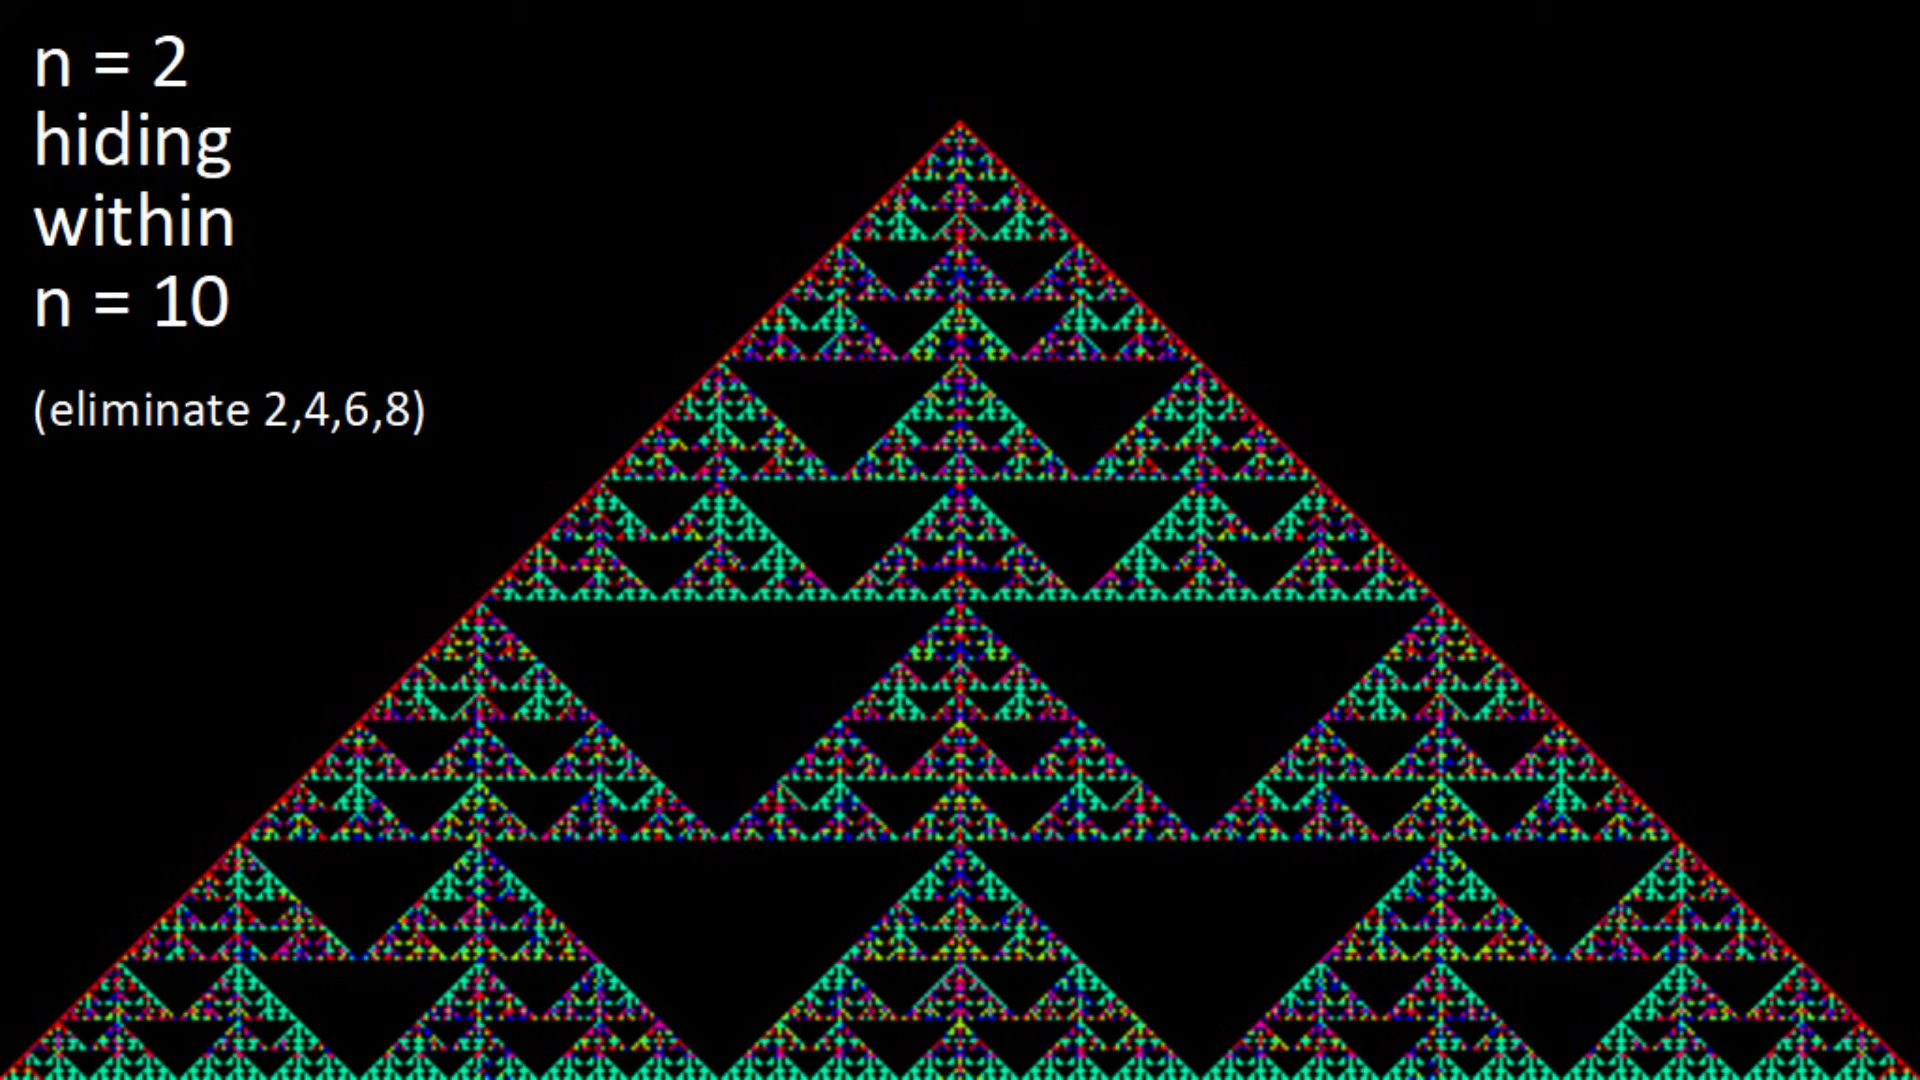 n = 2
hiding
within
n = 10
(eliminate 2,4,6,8)